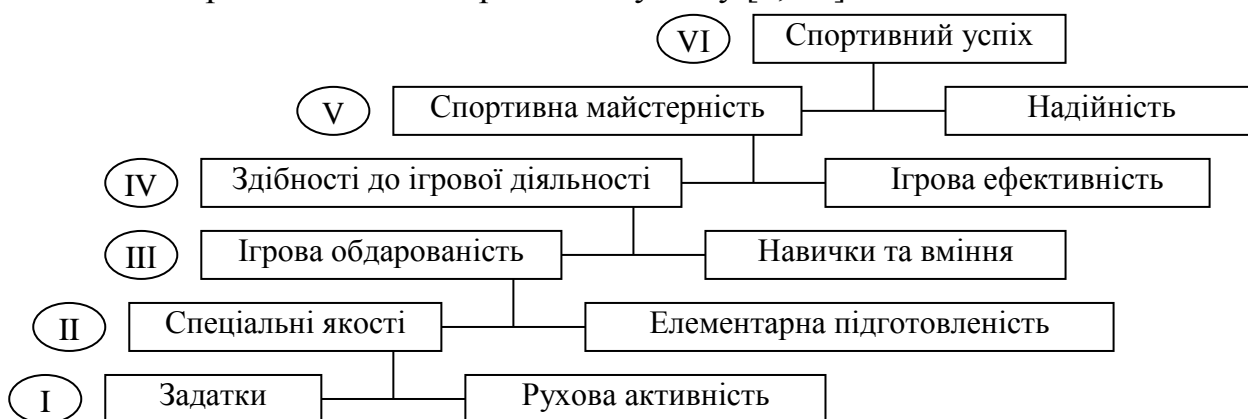 VI Спортивний успіх
V Спортивна майстерність Надійність
IV Здібності до ігрової діяльності Ігрова ефективність
III Ігрова обдарованість Навички та вміння
II Спеціальні якості Елементарна підготовленість
I Задатки Рухова активність